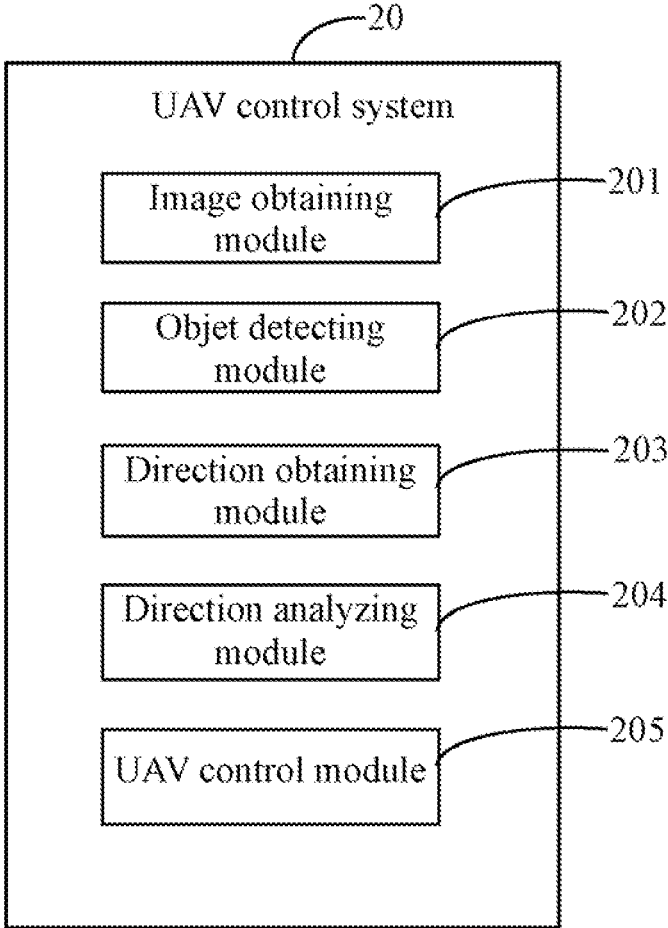 20
UAV control system
Image obtaining
module
201
Objet detecting
module
202
Direction obtaining
module
203
Direction analyzing
module
204
UAV control module
205